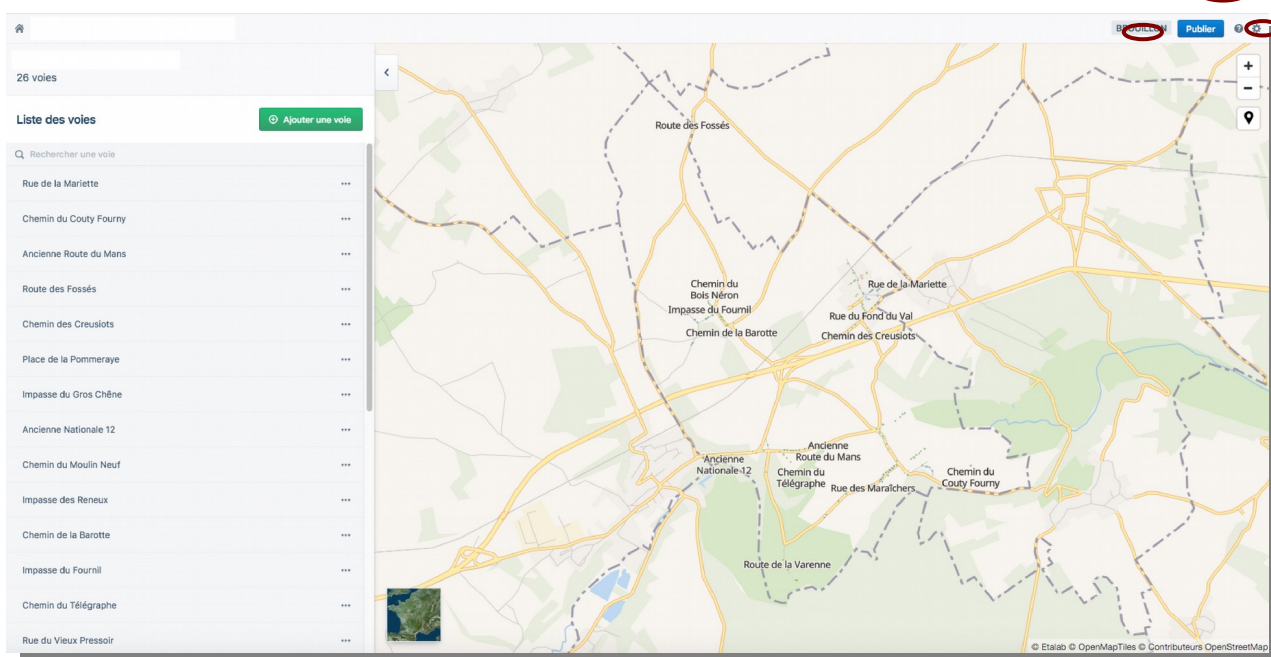 BROUILLON
Publier
26 voies
Liste des voies
Ajouter une voie
Rechercher une voie
Rue de la Mariette
Chemin du Couty Fourny
Ancienne Route du Mans
Route des Fossés
Chemin des Creusiots
Place de la Pommeraye
Impasse du Gros Chêne
Ancienne Nationale 12
Chemin du Moulin Neuf
Impasse des Reneux
Chemin de la Barotte
Impasse du Fournil
Chemin du Télégraphe
Rue du Vieux Pressoir
Route des Fossés
Chemin du
Bois Néron
Impasse du Fournil
Chemin de la Barotte
Rue de la Mariette
Rue du Fond du Val
Chemin des Creusiots
Ancienne
Route du Mans
Ancienne
Nationale 12
Chemin du
Télégraphe
Rue des Maraîchers
Chemin du
Couty Fourny
Route de la Varenne
© Etalab © OpenMapTiles © Contributeurs OpenStreetMap